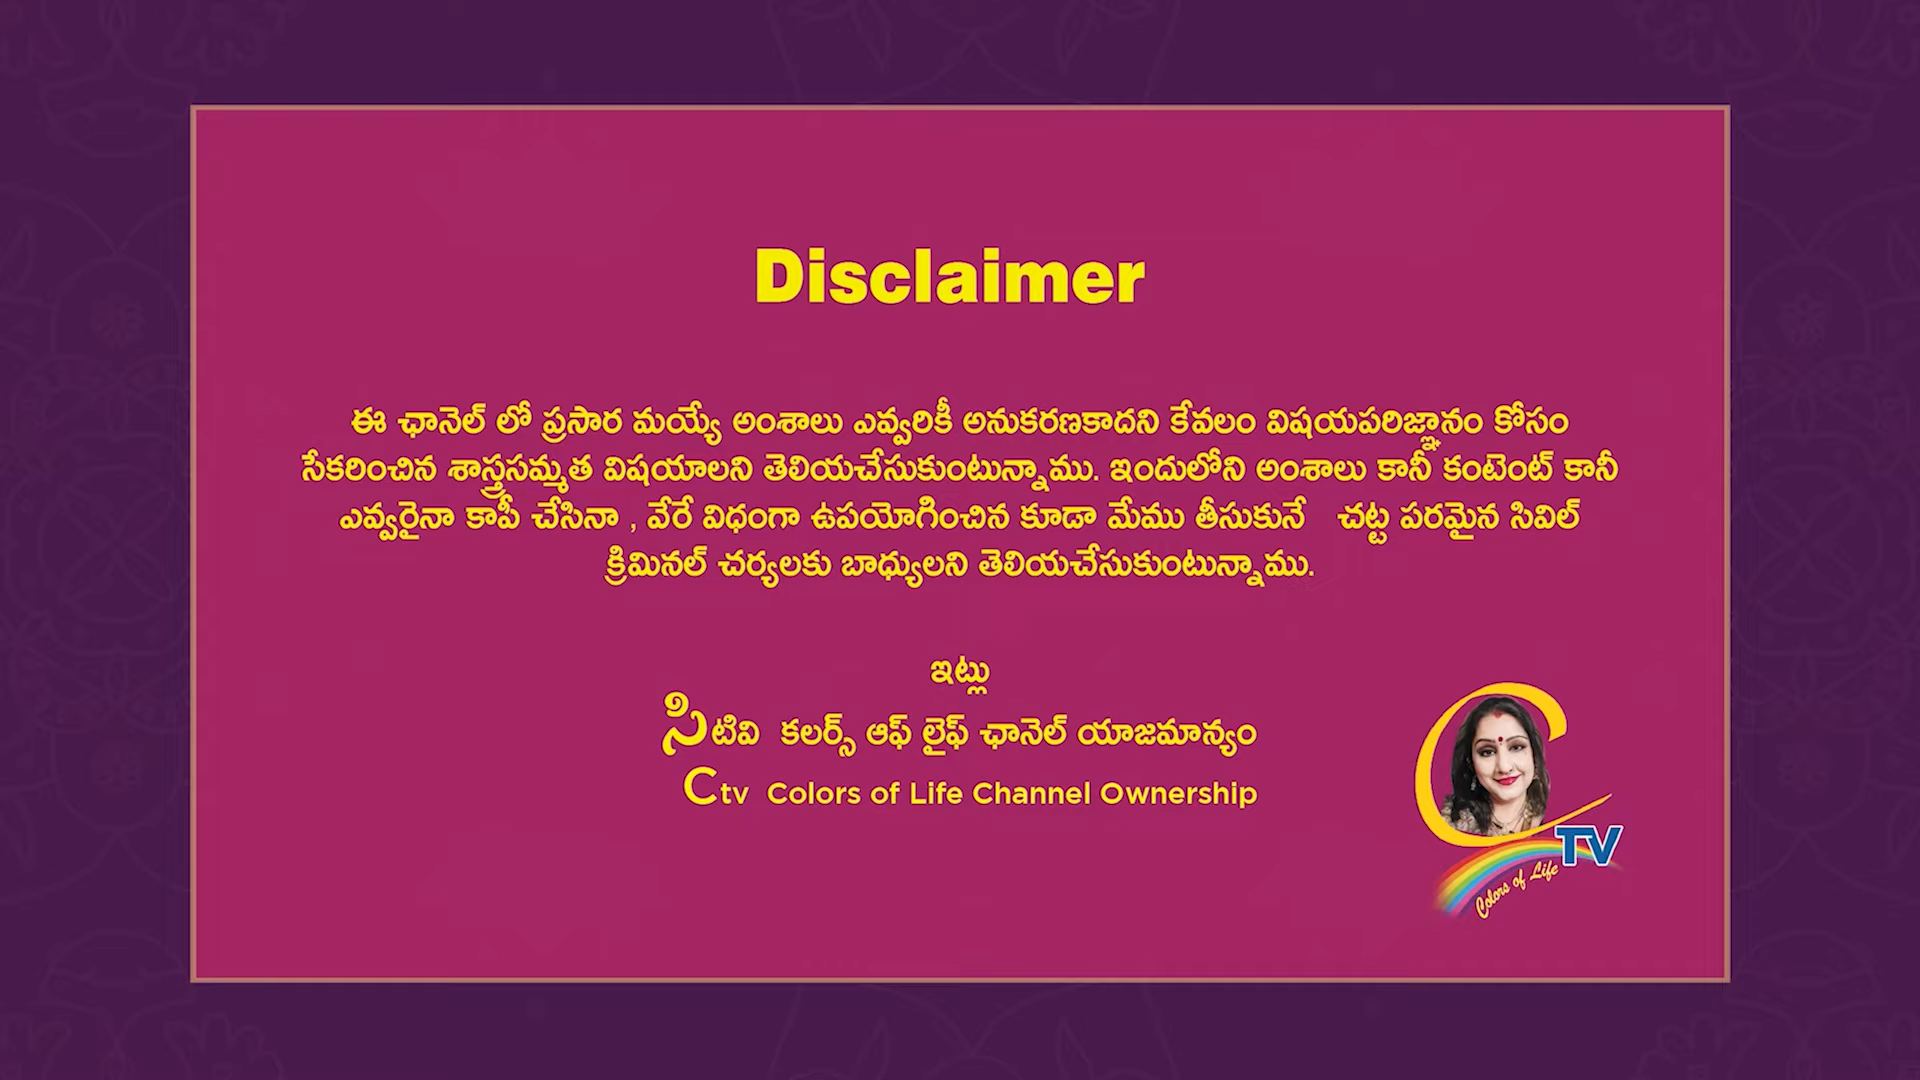 Disclaimer
ఈ ఛానెల్ లో ప్రసార మయ్యే అంశాలు ఎవ్వరికీ అనుకరణకాదని కేవలం విషయపరిజ్ఞానం కోసం
సేకరించిన శాస్త్రసమ్మత విషయాలని తెలియచేసుకుంటున్నాము. ఇందులోని అంశాలు కానీ కంటెంట్ కానీ
ఎవ్వరైనా కాపీ చేసినా , వేరే విధంగా ఉపయోగించిన కూడా మేము తీసుకునే చట్ట పరమైన సివిల్
క్రిమినల్ చర్యలకు బాధ్యులని తెలియచేసుకుంటున్నాము.
ఇట్లు
సిటివి కలర్స్ ఆఫ్ లైఫ్ ఛానెల్ యాజమాన్యం
Ctv Colors of Life Channel Ownership
C TV
Colors of Life